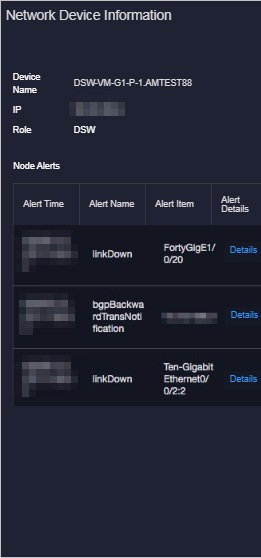 Network Device Information
Device
Name
DSW-VM-G1-P-1.AMTEST88
IP
Role
DSW
Node Alerts
Alert Time
Alert Name
Alert Item
Alert
Details
linkDown
FortyGigE1/
0/20
Details
bgpBackwa
rdTransNoti
fication
Details
linkDown
Ten-Gigabit
Ethernet0/
0/2:2
Details